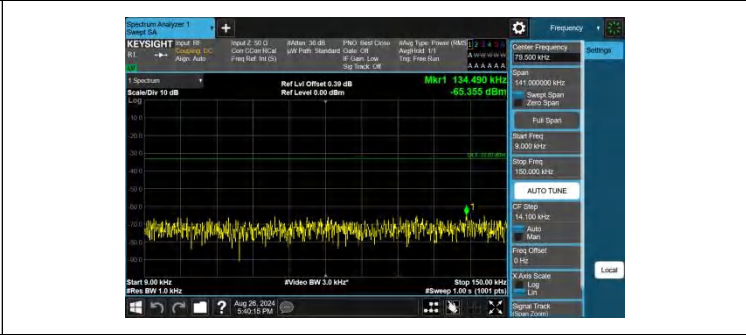 Spectrum Analyzer 1
Swept SA
+
Frequency
KEYSIGHT Input: RF Input Z: 50 Ω #Atten: 30 dB PNO: Best Close #Avg Type: Power (RMS) 1 2 3 4 5 6
R L Coupling: DC Corr CCorr RCal µW Path: Standard Gate: Off Avg|Hold: 1/1
Align: Auto Freq Ref: Int (S) IF Gain: Low Trig: Free Run
Sig Track: Off A A A A A A
1 Spectrum
Scale/Div 10 dB
Ref Lvl Offset 0.39 dB
Ref Level 0.00 dBm
Mkr1 134.490 kHz
-65.355 dBm
Log
-10.0
-20.0
-30.0
-40.0
-50.0
-60.0
1
-80.0
-90.0
Start 9.00 kHz
#Res BW 1.0 kHz
#Video BW 3.0 kHz*
Stop 150.00 kHz
#Sweep 1.00 s (1001 pts)
Center Frequency
79.500 kHz
Settings
Span
141.000000 kHz
Swept Span
Zero Span
Full Span
Start Freq
9.000 kHz
Stop Freq
150.000 kHz
AUTO TUNE
CF Step
14.100 kHz
Auto
Man
Freq Offset
0 Hz
X Axis Scale
Log
Lin
Signal Track
(Span Zoom)
Local
?
Aug 26, 2024
5:40:15 PM